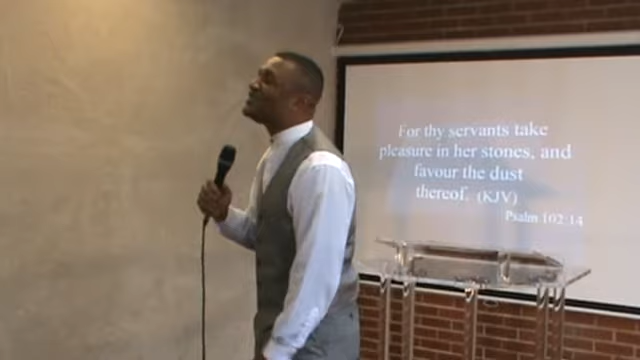 For thy servants take
pleasure in her stones, and
favour the dust
thereof. (KJV)
Psalm 102:14